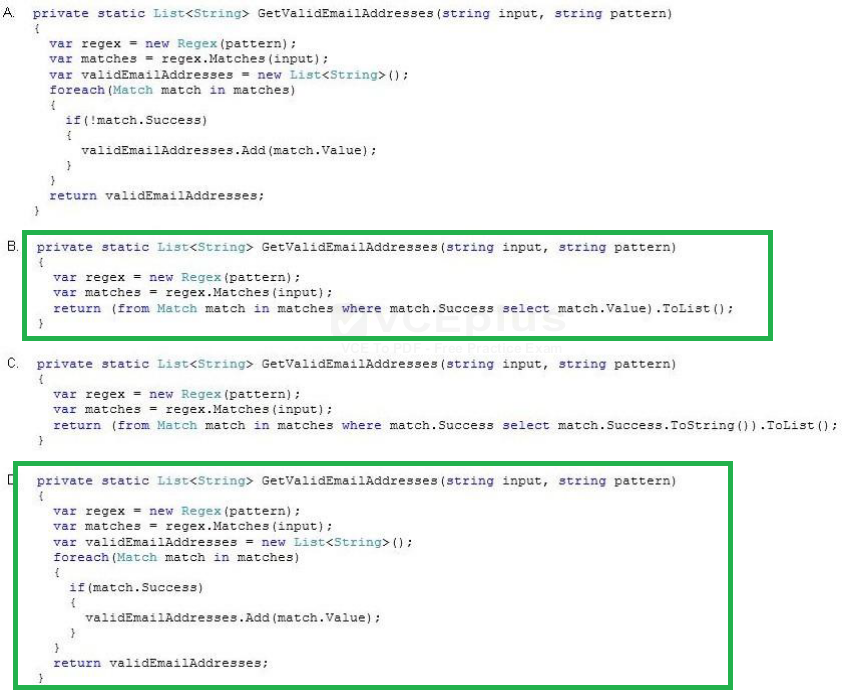 A. private static List<String> GetValidEmailAddresses(string input, string pattern)
{
var regex = new Regex(pattern);
var matches = regex.Matches(input);
var validEmailAddresses = new List<String>();
foreach(Match match in matches)
{
if(!match.Success)
{
validEmailAddresses.Add(match.Value);
}
}
return validEmailAddresses;
}
B. private static List<String> GetValidEmailAddresses(string input, string pattern)
{
var regex = new Regex(pattern);
var matches = regex.Matches(input);
return (from Match match in matches where match.Success select match.Value).ToList();
}
VCEplus
VCE To PDF - Free Practice Exam
C. private static List<String> GetValidEmailAddresses(string input, string pattern)
{
var regex = new Regex(pattern);
var matches = regex.Matches(input);
return (from Match match in matches where match.Success select match.Success.ToString()).ToList();
}
private static List<String> GetValidEmailAddresses(string input, string pattern)
{
var regex = new Regex(pattern);
var matches = regex.Matches(input);
var validEmailAddresses = new List<String>();
foreach(Match match in matches)
{
if(match.Success)
{
validEmailAddresses.Add(match.Value);
}
}
return validEmailAddresses;
}